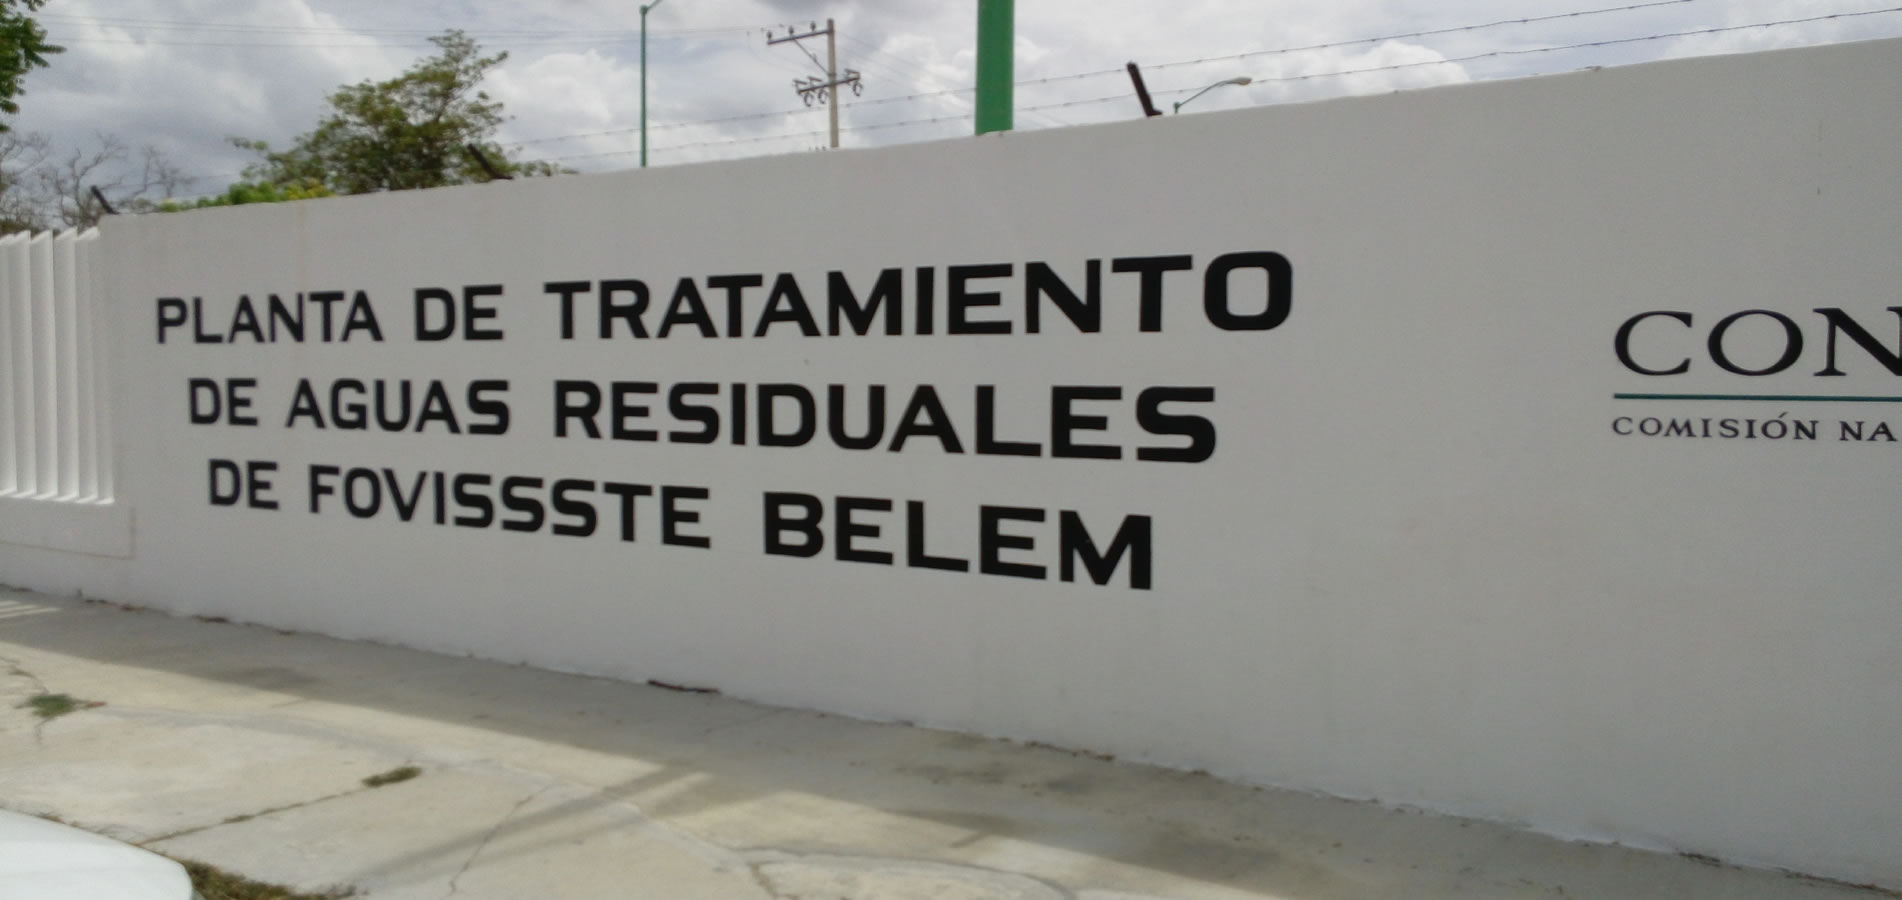 PLANTA DE TRATAMIENTO
DE AGUAS RESIDUALES
DE FOVISSSTE BELEM
CON
COMISIÓN NA